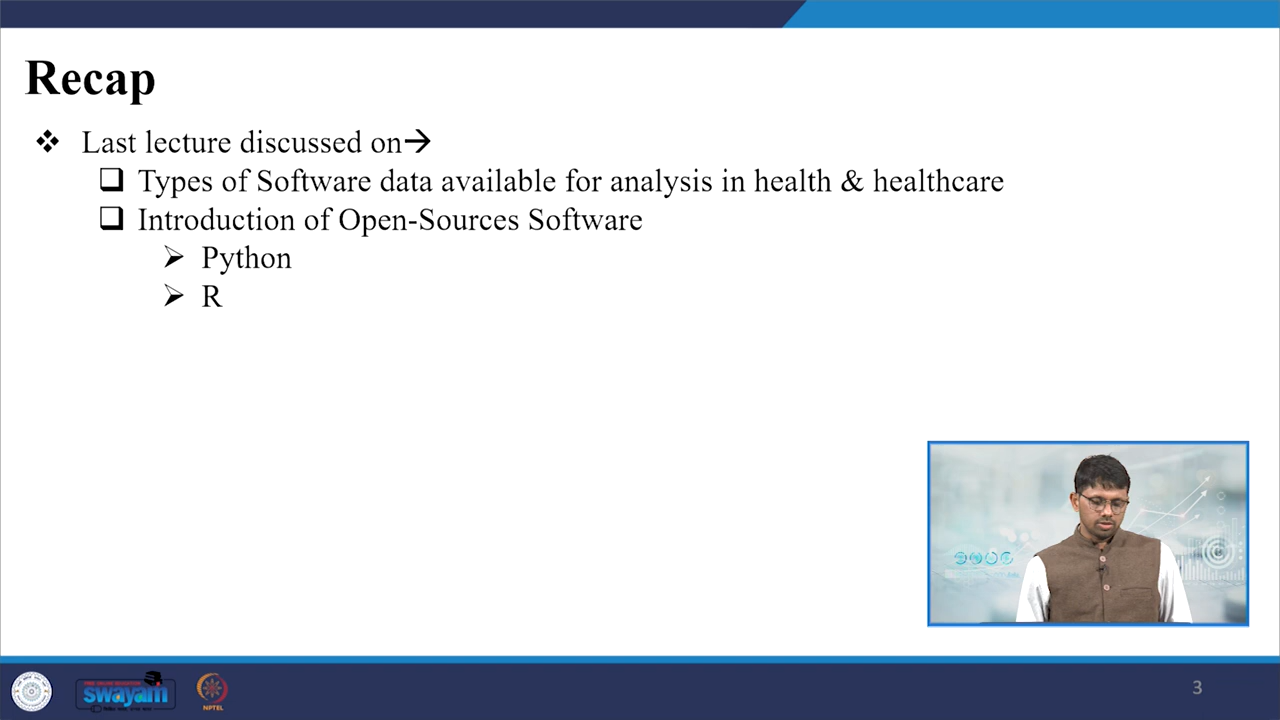 Recap
❖ Last lecture discussed on→
❑ Types of Software data available for analysis in health & healthcare
❑ Introduction of Open-Sources Software
➢ Python
➢ R
swayam
NPTEL
3